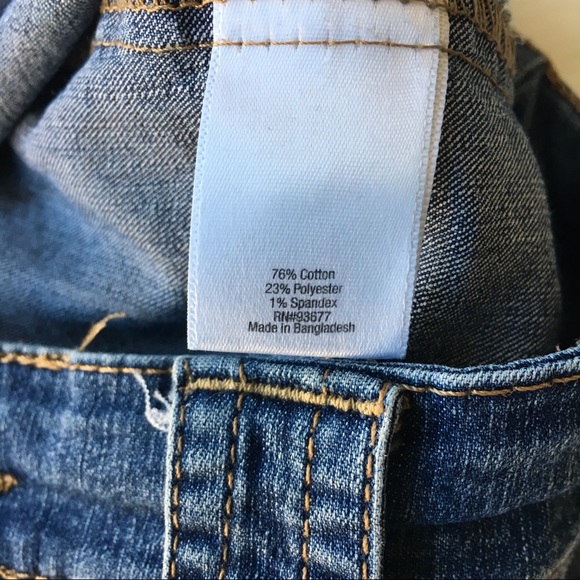 76% Cotton
23% Polyester
1% Spandex
RN#93677
Made in Bangladesh